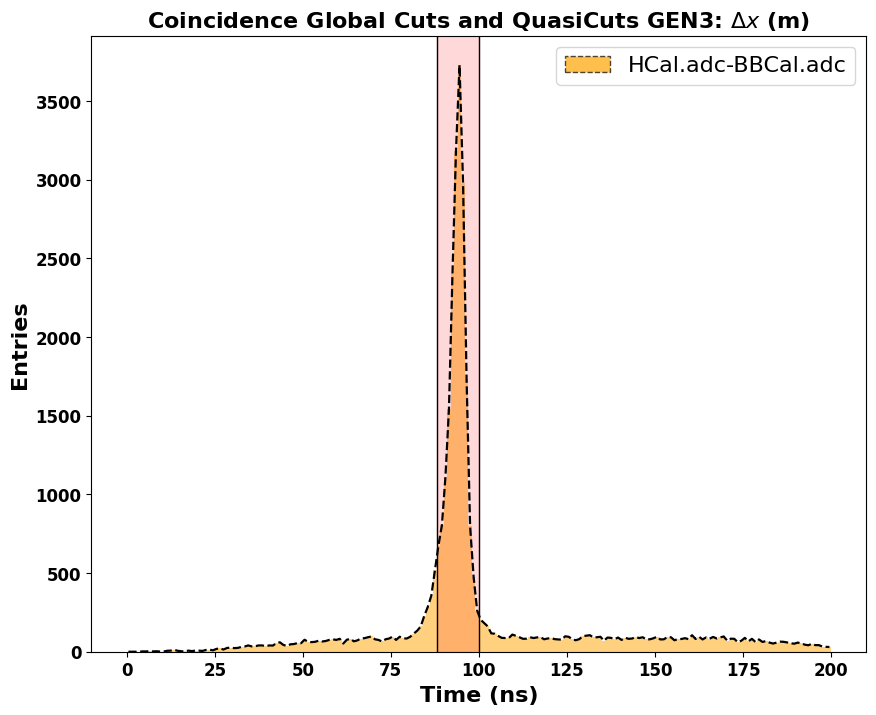 Coincidence Global Cuts and QuasiCuts GEN3: Δx (m)
HCal.adc-BBCal.adc
Entries
3500
3000
2500
2000
1500
1000
500
0
0 25 50 75 100 125 150 175 200
Time (ns)